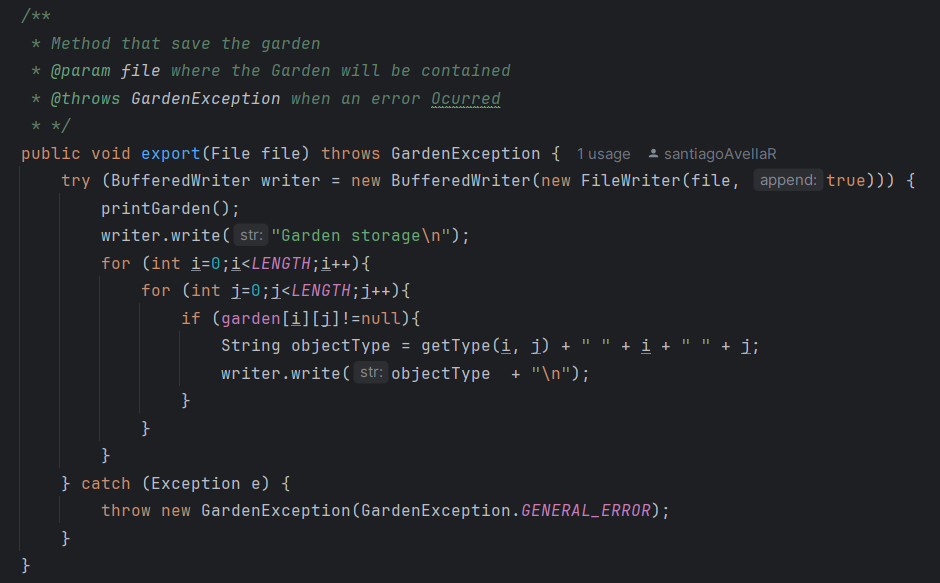 /**
 * Method that save the garden
 * @param file where the Garden will be contained
 * @throws GardenException when an error Ocurred
 * */
public void export(File file) throws GardenException {  1 usage  santiagoAvellaR
    try (BufferedWriter writer = new BufferedWriter(new FileWriter(file, append: true))) {
        printGarden();
        writer.write( str: "Garden storage\n");
        for (int i=0;i<LENGTH;i++){
            for (int j=0;j<LENGTH;j++){
                if (garden[i][j]!=null){
                    String objectType = getType(i, j) + " " + i + " " + j;
                    writer.write( str: objectType  + "\n");
                }
            }
        }
    } catch (Exception e) {
        throw new GardenException(GardenException.GENERAL_ERROR);
    }
}